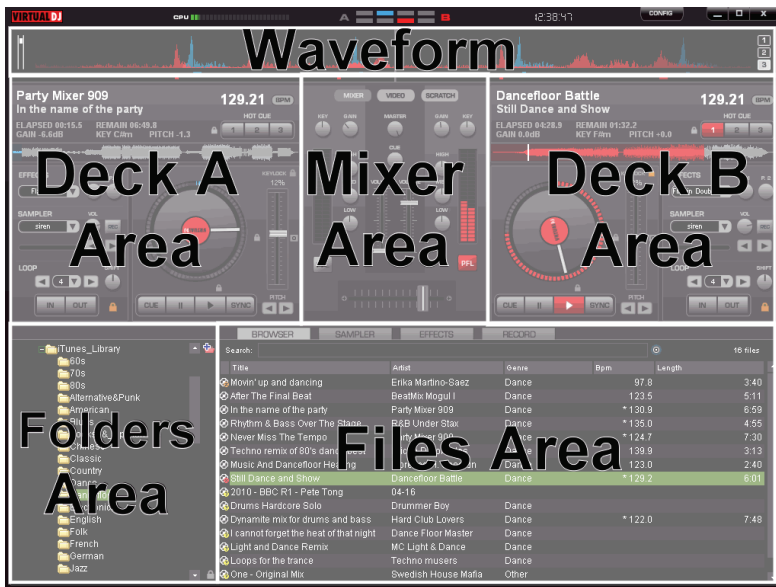 VIRTUAL DJ
CPU
A
B
12:38:47
CONFIG
Waveform
1
2
3
Party Mixer 909
In the name of the party
129.21 BPM
ELAPSED 00:15.5 REMAIN 06:49.8
GAIN -6.6dB KEY C#m PITCH -1.3
HOT CUE
1 2 3
EFFECTS
SAMPLER
siren
VOL
REC
LOOP
4
SHIFT
IN OUT
KEYLOCK
12%
CUE
SYNC
PITCH
Deck A
Area
MIXER VIDEO SCRATCH
KEY GAIN MASTER GAIN KEY
CUE
HIGH
LOW
LOW
PFL
Mixer
Area
Dancefloor Battle
Still Dance and Show
129.21 BPM
ELAPSED 04:28.9 REMAIN 01:32.2
GAIN 0.0dB KEY F#m PITCH +0.0
HOT CUE
1 2 3
EFFECTS
P. 2
SAMPLER
siren
VOL
REC
LOOP
4
SHIFT
IN OUT
CUE
SYNC
PITCH
Deck B
Area
iTunes_Library
60s
70s
80s
Alternative&Punk
American
Classic
Country
English
Folk
French
German
Jazz
Folders
Area
BROWSER SAMPLER EFFECTS RECORD
Search:
16 files
Title Artist Genre Bpm Length
Movin' up and dancing Erika Martino-Saez Dance 97.8 3:40
After The Final Beat BeatMix Mogul I Dance 123.5 5:11
In the name of the party Party Mixer 909 Dance * 130.9 6:59
Rhythm & Bass Over The Stage R&B Under Stax Dance * 135.0 4:55
Never Miss The Tempo Party Mixer 909 Dance * 124.7 7:30
Techno remix of 80's dance best Dance 139.9 3:13
Music And Dancefloor Dance 123.0 2:40
Still Dance and Show Dancefloor Battle Dance * 129.2 6:01
2010 - BBC R1 - Pete Tong 04-16
Drums Hardcore Solo Drummer Boy Dance
Dynamite mix for drums and bass Hard Club Lovers Dance * 122.0 7:48
I cannot forget the heat of that night Dance Floor Master Dance
Light and Dance Remix MC Light & Dance Dance
Loops for the trance Techno musers Dance
One - Original Mix Swedish House Mafia Other
Files Area